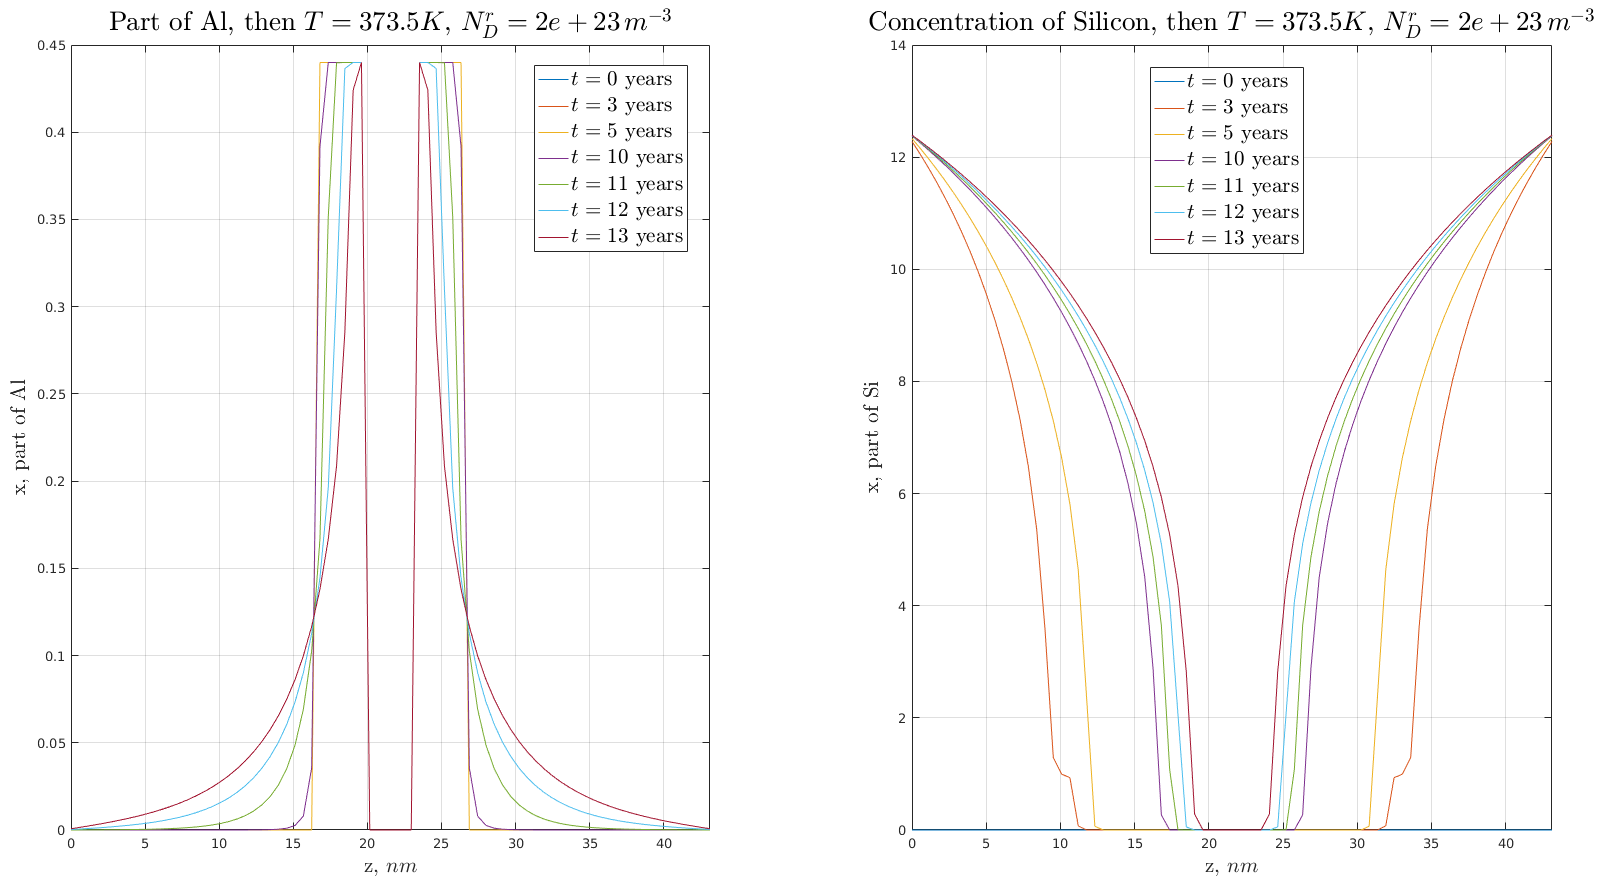 Part of Al, then T = 373.5K, N_D^r = 2e + 23 m^{-3}
0.45
0.4
0.35
0.3
0.25
0.2
0.15
0.1
0.05
0
x, part of Al
0 5 10 15 20 25 30 35 40
z, nm
t = 0 years
t = 3 years
t = 5 years
t = 10 years
t = 11 years
t = 12 years
t = 13 years
Concentration of Silicon, then T = 373.5K, N_D^r = 2e + 23 m^{-3}
14
12
10
8
6
4
2
0
x, part of Si
0 5 10 15 20 25 30 35 40
z, nm
t = 0 years
t = 3 years
t = 5 years
t = 10 years
t = 11 years
t = 12 years
t = 13 years